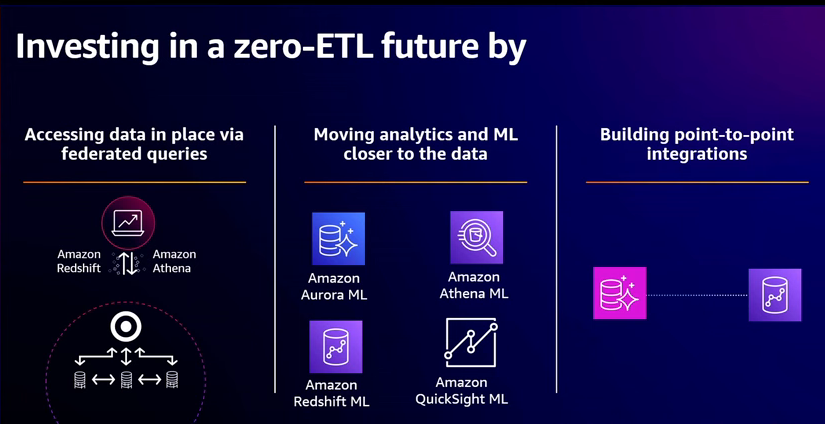 Investing in a zero-ETL future by
Accessing data in place via
federated queries
Amazon
Redshift
Amazon
Athena
Moving analytics and ML
closer to the data
Amazon
Aurora ML
Amazon
Athena ML
Amazon
Redshift ML
Amazon
QuickSight ML
Building point-to-point
integrations